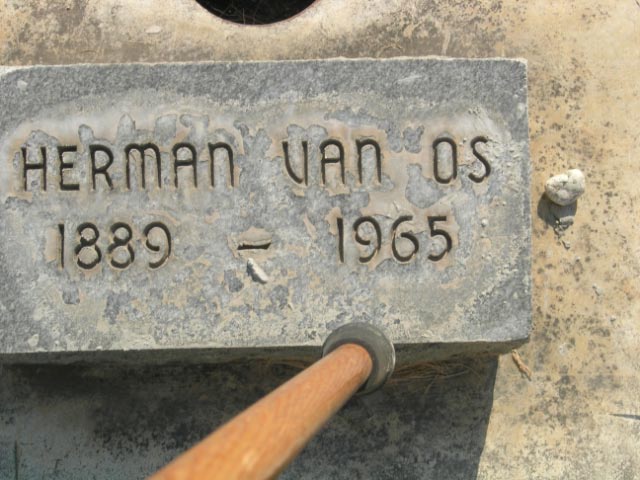 HERMAN VAN OS
1889 - 1965